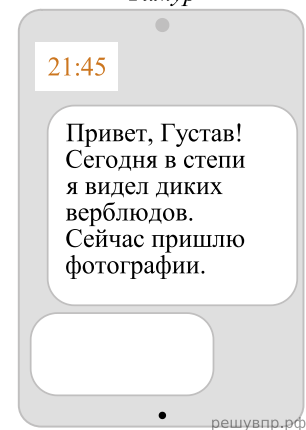 21:45
Привет, Густав!
Сегодня в степи
я видел диких
верблюдов.
Сейчас пришлю
фотографии.
решувпр.рф